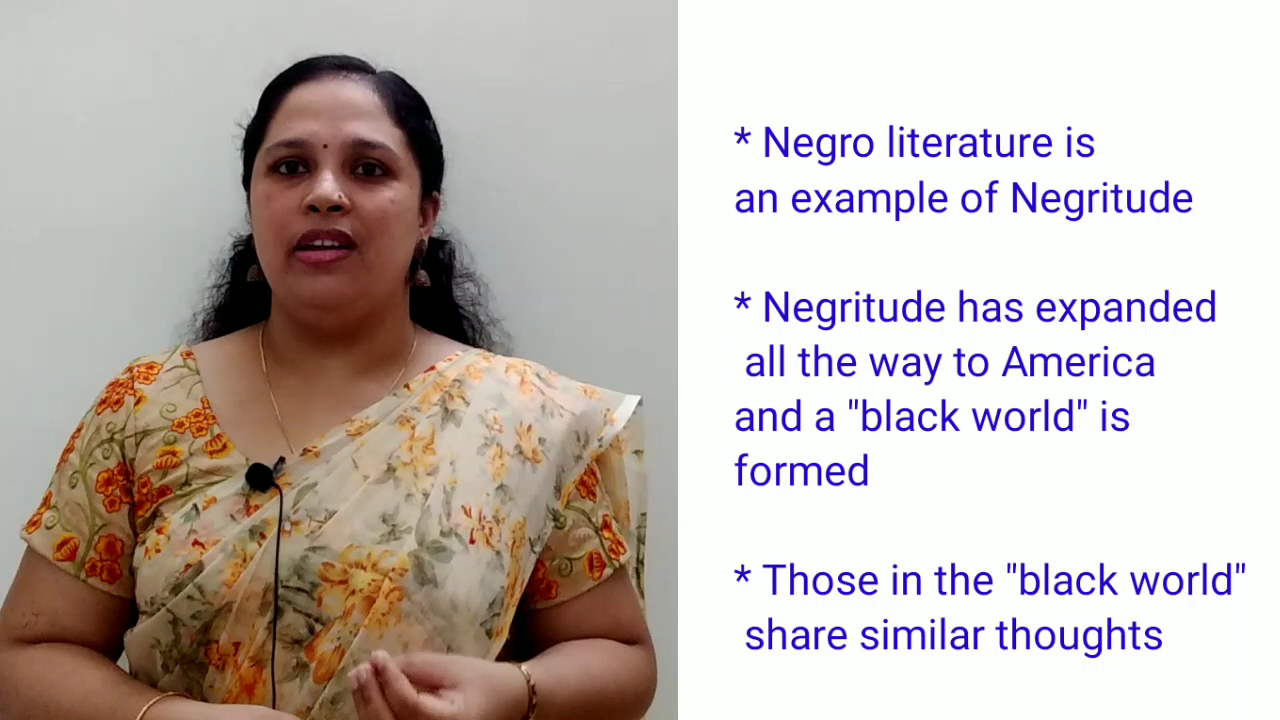 * Negro literature is
an example of Negritude
* Negritude has expanded
all the way to America
and a "black world" is
formed
* Those in the "black world"
share similar thoughts